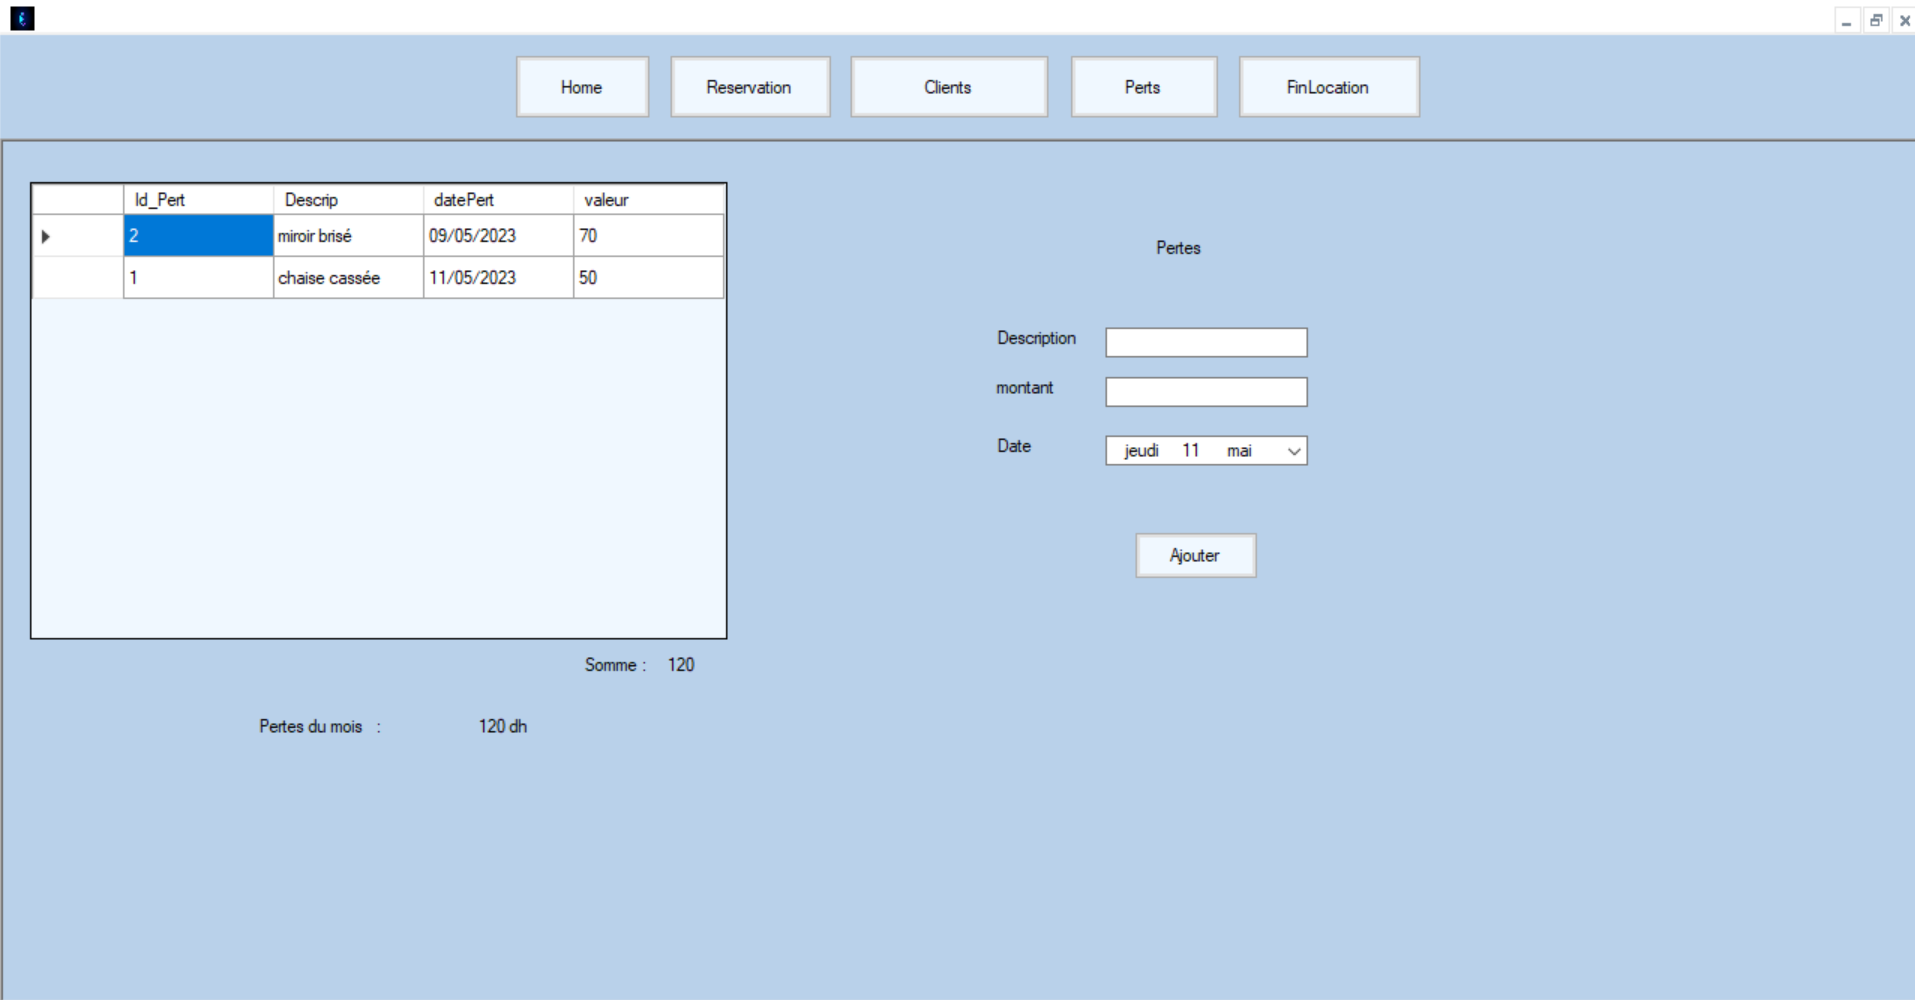 Home Reservation Clients Perts FinLocation
Id_Pert Descrip datePert valeur
2 miroir brisé 09/05/2023 70
1 chaise cassée 11/05/2023 50
Somme : 120
Pertes du mois : 120 dh
Pertes
Description
montant
Date jeudi 11 mai
Ajouter